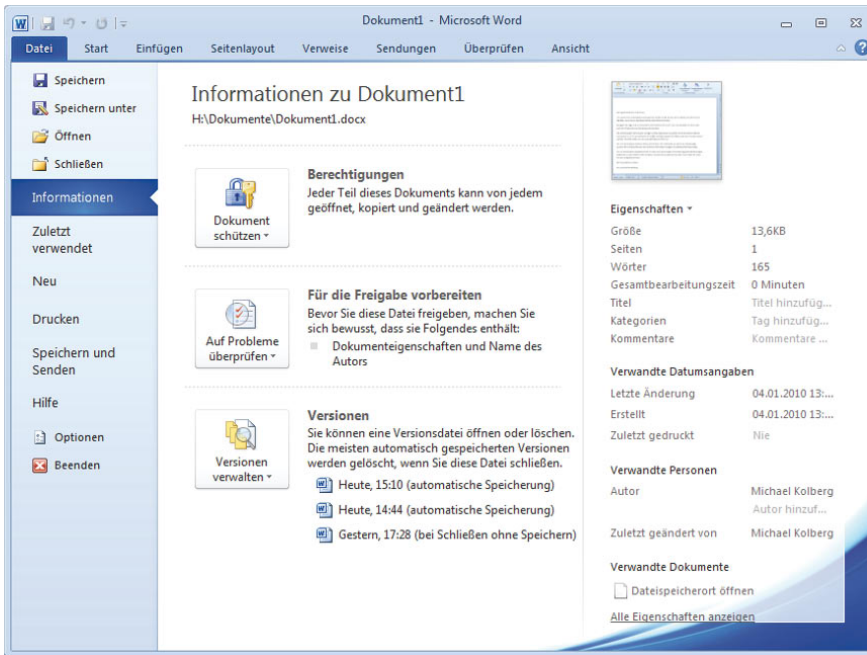 Dokument1 - Microsoft Word
Datei Start Einfügen Seitenlayout Verweise Sendungen Überprüfen Ansicht
Speichern
Speichern unter
Öffnen
Schließen
Informationen
Zuletzt
verwendet
Neu
Drucken
Speichern und
Senden
Hilfe
Optionen
Beenden
Informationen zu Dokument1
H:\Dokumente\Dokument1.docx
Dokument
schützen
Berechtigungen
Jeder Teil dieses Dokuments kann von jedem
geöffnet, kopiert und geändert werden.
Auf Probleme
überprüfen
Für die Freigabe vorbereiten
Bevor Sie diese Datei freigeben, machen Sie
sich bewusst, dass sie Folgendes enthält:
Dokumenteigenschaften und Name des
Autors
Versionen
verwalten
Versionen
Sie können eine Versionsdatei öffnen oder löschen.
Die meisten automatisch gespeicherten Versionen
werden gelöscht, wenn Sie diese Datei schließen.
Heute, 15:10 (automatische Speicherung)
Heute, 14:44 (automatische Speicherung)
Gestern, 17:28 (bei Schließen ohne Speichern)
Eigenschaften
Größe 13,6KB
Seiten 1
Wörter 165
Gesamtbearbeitungszeit 0 Minuten
Titel Titel hinzufüg...
Kategorien Tag hinzufüg...
Kommentare Kommentare ...
Verwandte Datumsangaben
Letzte Änderung 04.01.2010 13:...
Erstellt 04.01.2010 13:...
Zuletzt gedruckt Nie
Verwandte Personen
Autor Michael Kolberg
Autor hinzuf...
Zuletzt geändert von Michael Kolberg
Verwandte Dokumente
Dateispeicherort öffnen
Alle Eigenschaften anzeigen